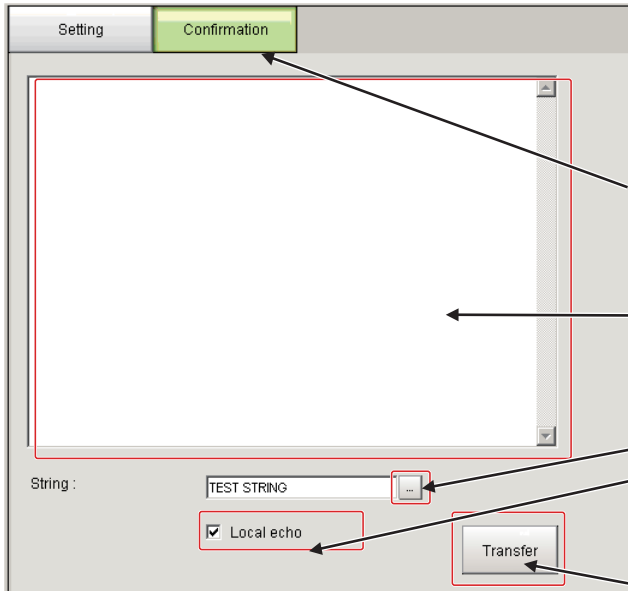 Setting Confirmation
String :
TEST STRING
...
Local echo
Transfer